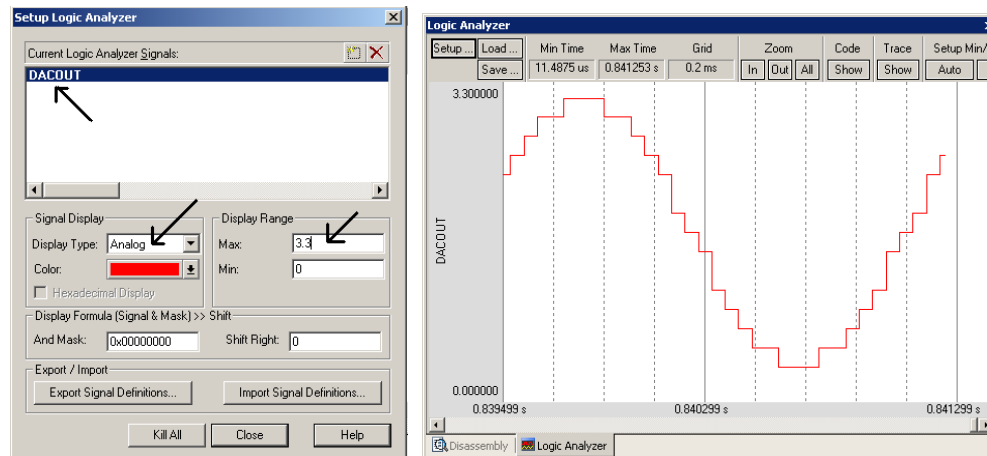 Setup Logic Analyzer
Current Logic Analyzer Signals:
DACOUT
Signal Display
Display Type: Analog
Color:
Hexadecimal Display
Display Range
Max: 3.3
Min: 0
Display Formula (Signal & Mask) >> Shift
And Mask: 0x00000000 Shift Right: 0
Export / Import
Export Signal Definitions... Import Signal Definitions...
Kill All Close Help
Logic Analyzer
Setup ... Load ... Min Time Max Time Grid Zoom Code Trace Setup Min/
Save ... 11.4875 us 0.841253 s 0.2 ms In Out All Show Show Auto
3.300000
DACOUT
0.000000
0.839499 s 0.840299 s 0.841299 s
Disassembly Logic Analyzer